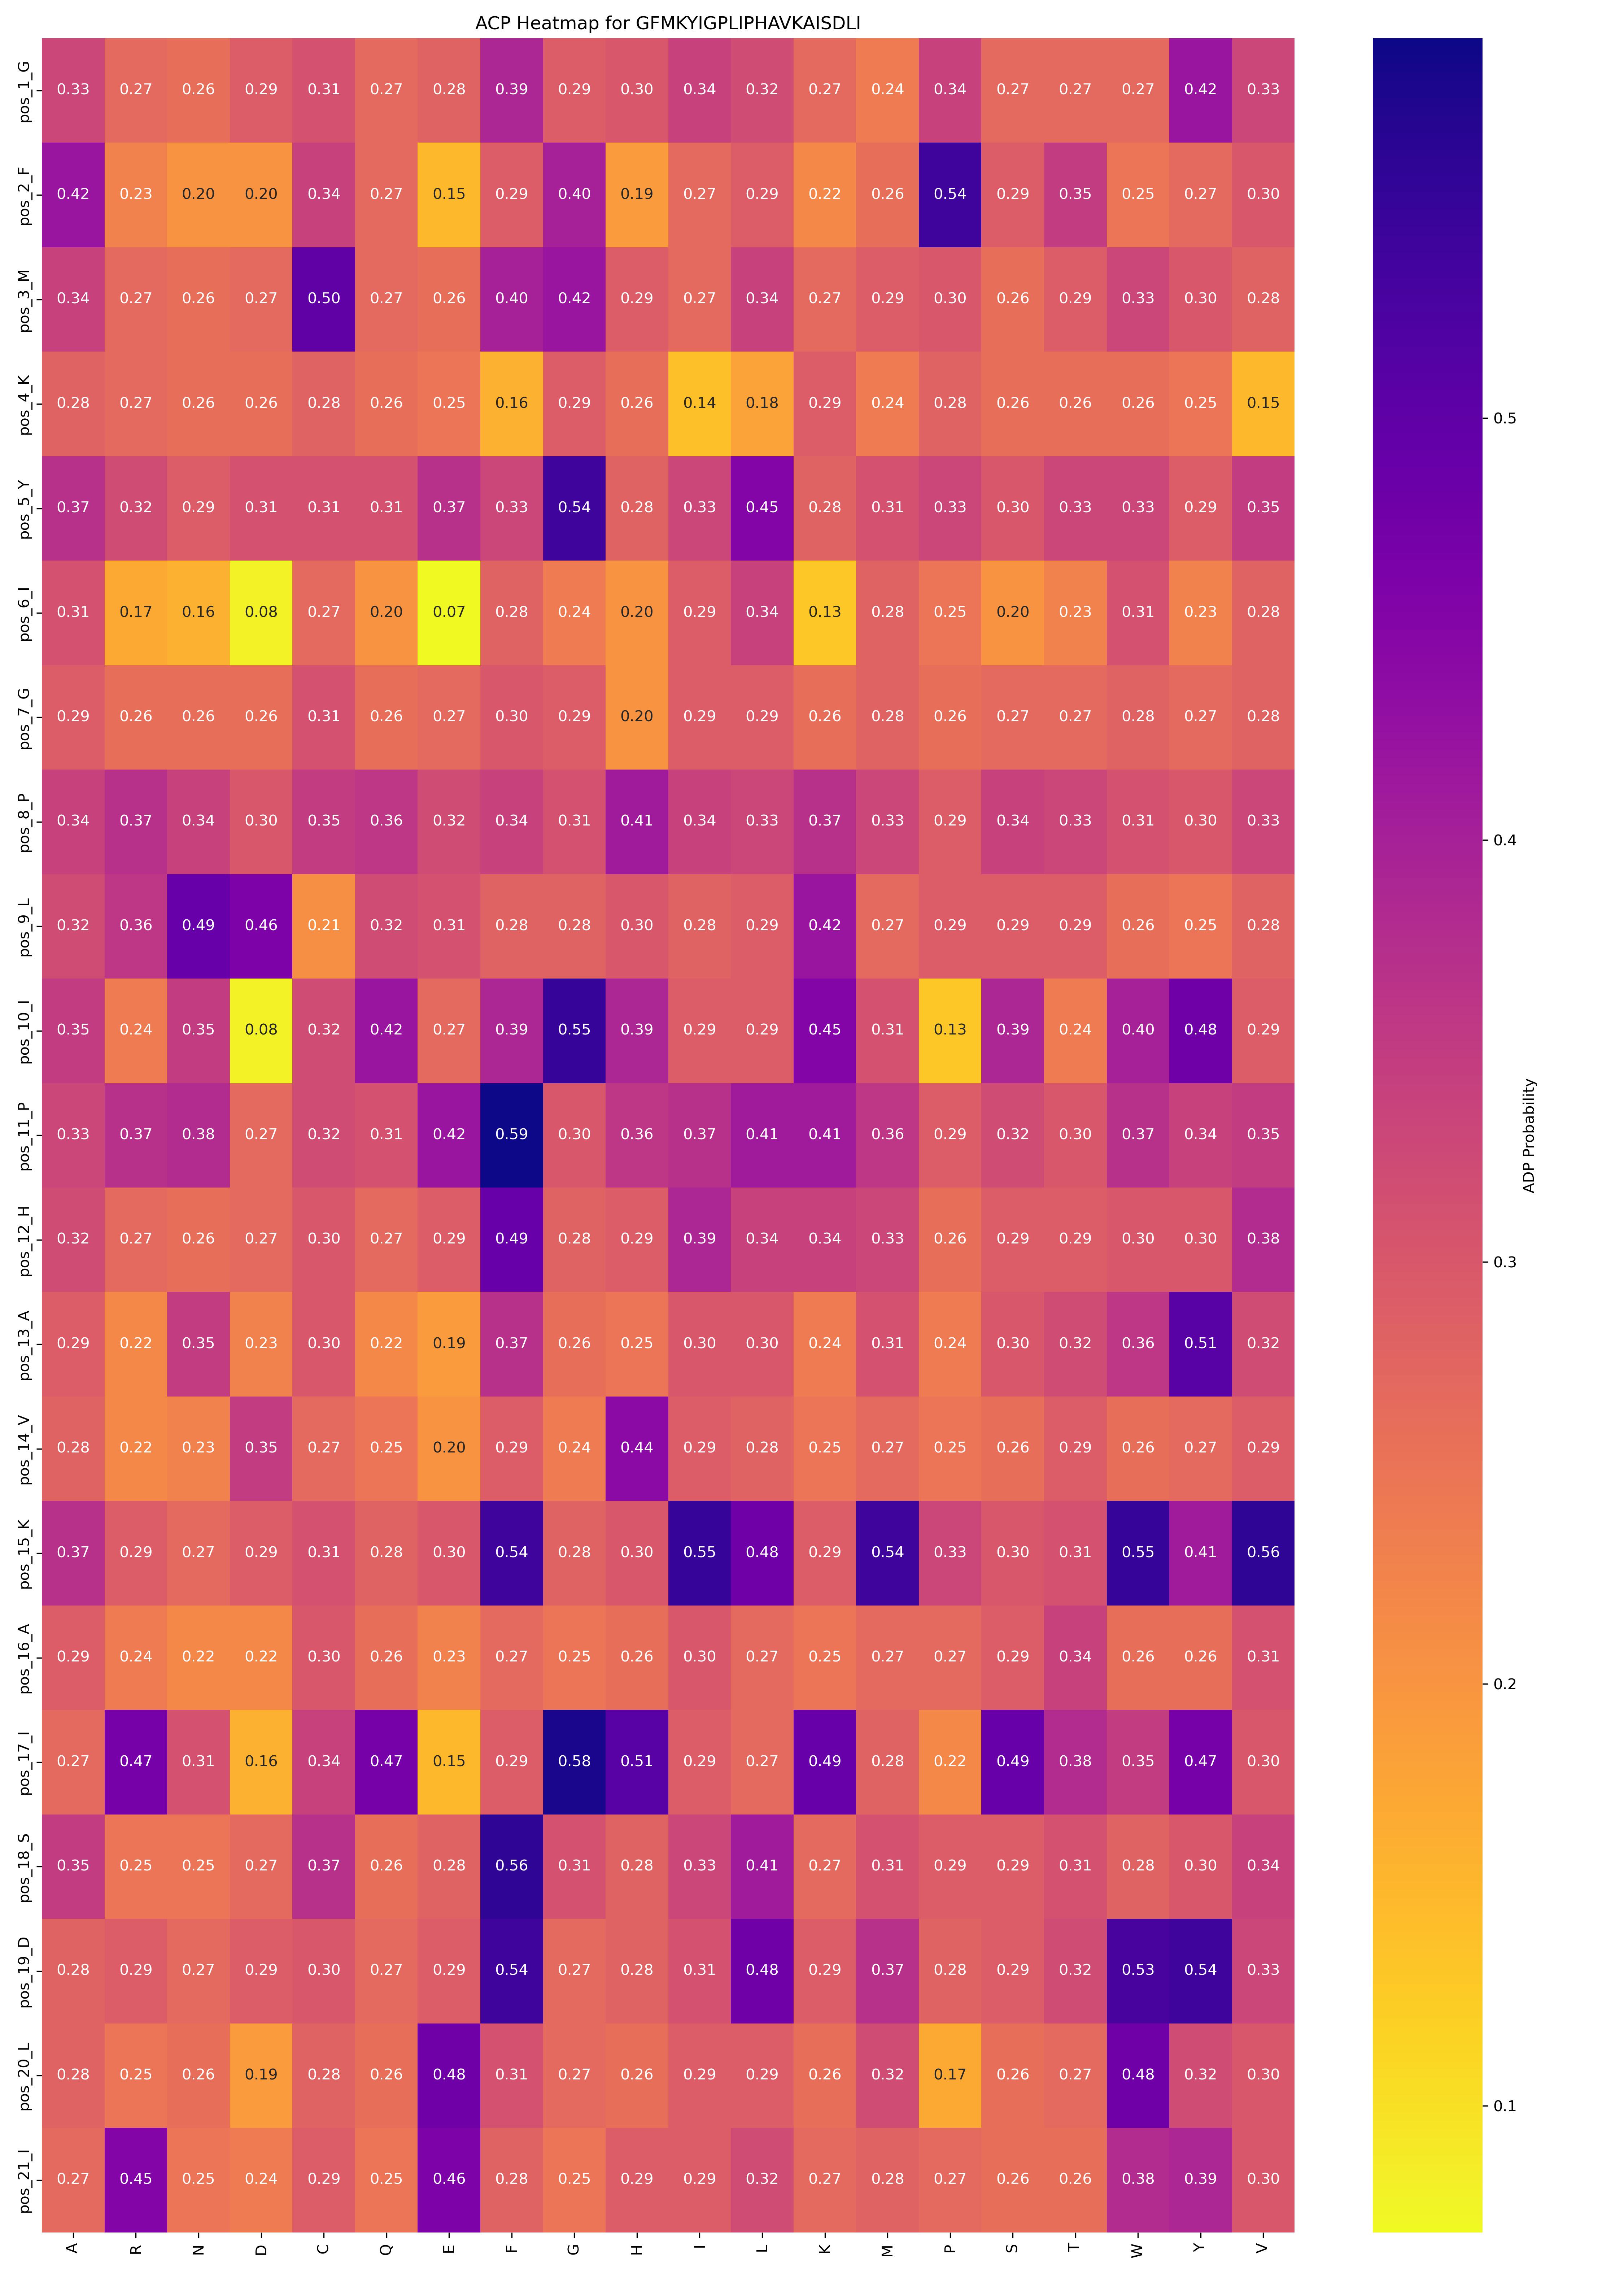 ACP Heatmap for GFMKYIGPLIPHAVKAISDLI
pos_1_G 0.33 0.27 0.26 0.29 0.31 0.27 0.28 0.39 0.29 0.30 0.34 0.32 0.27 0.24 0.34 0.27 0.27 0.27 0.42 0.33
pos_2_F 0.42 0.23 0.20 0.20 0.34 0.27 0.15 0.29 0.40 0.19 0.27 0.29 0.22 0.26 0.54 0.29 0.35 0.25 0.27 0.30
pos_3_M 0.34 0.27 0.26 0.27 0.50 0.27 0.26 0.40 0.42 0.29 0.27 0.34 0.27 0.29 0.30 0.26 0.29 0.33 0.30 0.28
pos_4_K 0.28 0.27 0.26 0.26 0.28 0.26 0.25 0.16 0.29 0.26 0.14 0.18 0.29 0.24 0.28 0.26 0.26 0.26 0.25 0.15
0.5
pos_5_Y 0.37 0.32 0.29 0.31 0.31 0.31 0.37 0.33 0.54 0.28 0.33 0.45 0.28 0.31 0.33 0.30 0.33 0.33 0.29 0.35
pos_6_I 0.31 0.17 0.16 0.08 0.27 0.20 0.07 0.28 0.24 0.20 0.29 0.34 0.13 0.28 0.25 0.20 0.23 0.31 0.23 0.28
pos_7_G 0.29 0.26 0.26 0.26 0.31 0.26 0.27 0.30 0.29 0.20 0.29 0.29 0.26 0.28 0.26 0.27 0.27 0.28 0.27 0.28
pos_8_P 0.34 0.37 0.34 0.30 0.35 0.36 0.32 0.34 0.31 0.41 0.34 0.33 0.37 0.33 0.29 0.34 0.33 0.31 0.30 0.33
0.4
pos_9_L 0.32 0.36 0.49 0.46 0.21 0.32 0.31 0.28 0.28 0.30 0.28 0.29 0.42 0.27 0.29 0.29 0.29 0.26 0.25 0.28
pos_10_I 0.35 0.24 0.35 0.08 0.32 0.42 0.27 0.39 0.55 0.39 0.29 0.29 0.45 0.31 0.13 0.39 0.24 0.40 0.48 0.29
pos_11_P 0.33 0.37 0.38 0.27 0.32 0.31 0.42 0.59 0.30 0.36 0.37 0.41 0.41 0.36 0.29 0.32 0.30 0.37 0.34 0.35
ADP Probability
pos_12_H 0.32 0.27 0.26 0.27 0.30 0.27 0.29 0.49 0.28 0.29 0.39 0.34 0.34 0.33 0.26 0.29 0.29 0.30 0.30 0.38
0.3
pos_13_A 0.29 0.22 0.35 0.23 0.30 0.22 0.19 0.37 0.26 0.25 0.30 0.30 0.24 0.31 0.24 0.30 0.32 0.36 0.51 0.32
pos_14_V 0.28 0.22 0.23 0.35 0.27 0.25 0.20 0.29 0.24 0.44 0.29 0.28 0.25 0.27 0.25 0.26 0.29 0.26 0.27 0.29
pos_15_K 0.37 0.29 0.27 0.29 0.31 0.28 0.30 0.54 0.28 0.30 0.55 0.48 0.29 0.54 0.33 0.30 0.31 0.55 0.41 0.56
pos_16_A 0.29 0.24 0.22 0.22 0.30 0.26 0.23 0.27 0.25 0.26 0.30 0.27 0.25 0.27 0.27 0.29 0.34 0.26 0.26 0.31
0.2
pos_17_I 0.27 0.47 0.31 0.16 0.34 0.47 0.15 0.29 0.58 0.51 0.29 0.27 0.49 0.28 0.22 0.49 0.38 0.35 0.47 0.30
pos_18_S 0.35 0.25 0.25 0.27 0.37 0.26 0.28 0.56 0.31 0.28 0.33 0.41 0.27 0.31 0.29 0.29 0.31 0.28 0.30 0.34
pos_19_D 0.28 0.29 0.27 0.29 0.30 0.27 0.29 0.54 0.27 0.28 0.31 0.48 0.29 0.37 0.28 0.29 0.32 0.53 0.54 0.33
pos_20_L 0.28 0.25 0.26 0.19 0.28 0.26 0.48 0.31 0.27 0.26 0.29 0.29 0.26 0.32 0.17 0.26 0.27 0.48 0.32 0.30
0.1
pos_21_I 0.27 0.45 0.25 0.24 0.29 0.25 0.46 0.28 0.25 0.29 0.29 0.32 0.27 0.28 0.27 0.26 0.26 0.38 0.39 0.30
A R N D C Q E F G H I L K M P S T W Y V